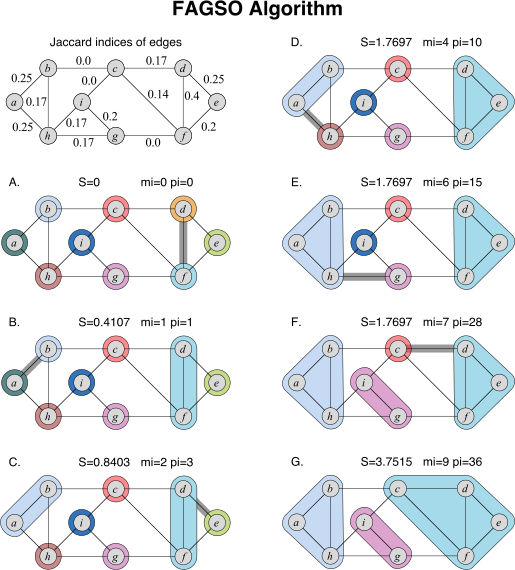 FAGSO Algorithm
Jaccard indices of edges
b 0.0 c 0.17 d
0.25 0.0 0.25
a 0.17 i 0.14 0.4 e
0.25 0.17 0.2 0.2
h 0.17 g 0.0 f
A. S=0 mi=0 pi=0
b c d
a i e
h g f
B. S=0.4107 mi=1 pi=1
b c d
a i e
h g f
C. S=0.8403 mi=2 pi=3
b c d
a i e
h g f
D. S=1.7697 mi=4 pi=10
b c d
a i e
h g f
E. S=1.7697 mi=6 pi=15
b c d
a i e
h g f
F. S=1.7697 mi=7 pi=28
b c d
a i e
h g f
G. S=3.7515 mi=9 pi=36
b c d
a i e
h g f